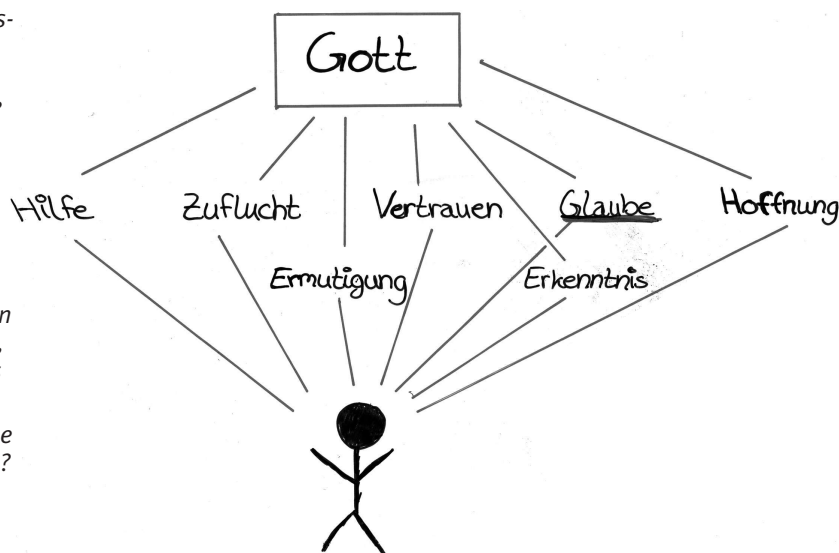 s-
Gott
Hilfe Zuflucht Vertrauen Glaube Hoffnung
Ermutigung Erkenntnis
n
e
?